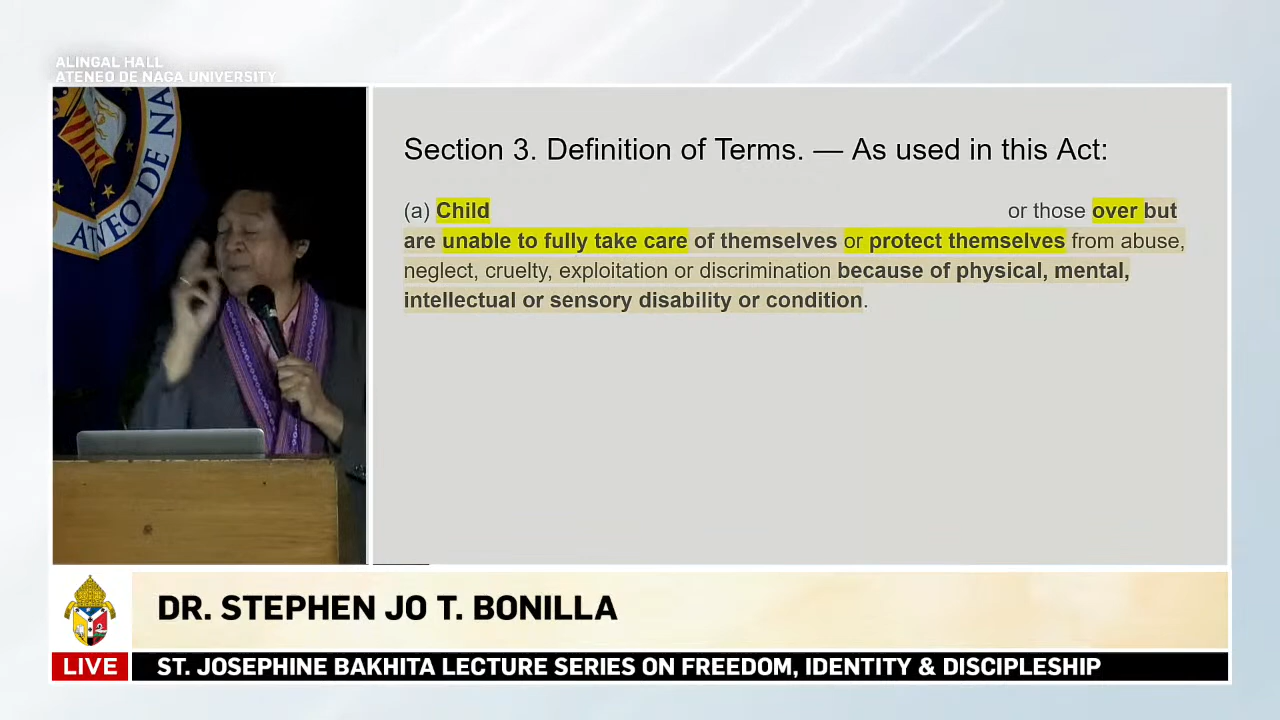 ALINGAL HALL
ATENEO DE NAGA UNIVERSITY
ATENEO DE NA
Section 3. Definition of Terms. — As used in this Act:
(a) Child or those over but
are unable to fully take care of themselves or protect themselves from abuse,
neglect, cruelty, exploitation or discrimination because of physical, mental,
intellectual or sensory disability or condition.
DR. STEPHEN JO T. BONILLA
LIVE
ST. JOSEPHINE BAKHITA LECTURE SERIES ON FREEDOM, IDENTITY & DISCIPLESHIP